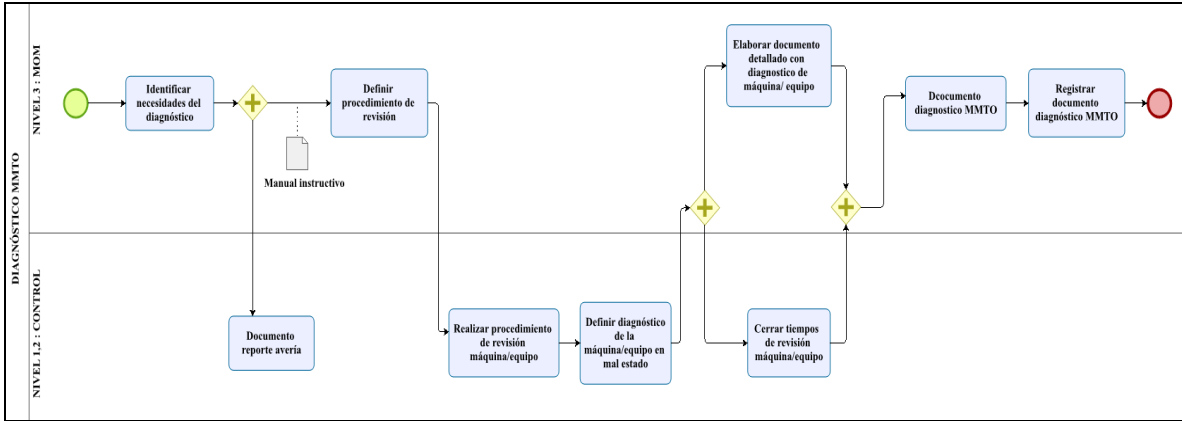 DIAGNÓSTICO MMTO
NIVEL 3 : MOM
Identificar
necesidades del
diagnóstico
Definir
procedimiento de
revisión
Manual instructivo
Elaborar documento
detallado con
diagnostico de
máquina/ equipo
Dcocumento
diagnostico MMTO
Registrar
documento
diagnóstico MMTO
NIVEL 1,2 : CONTROL
Documento
reporte avería
Realizar procedimiento
de revisión
máquina/equipo
Definir diagnóstico
de la
máquina/equipo en
mal estado
Cerrar tiempos
de revisión
máquina/equipo